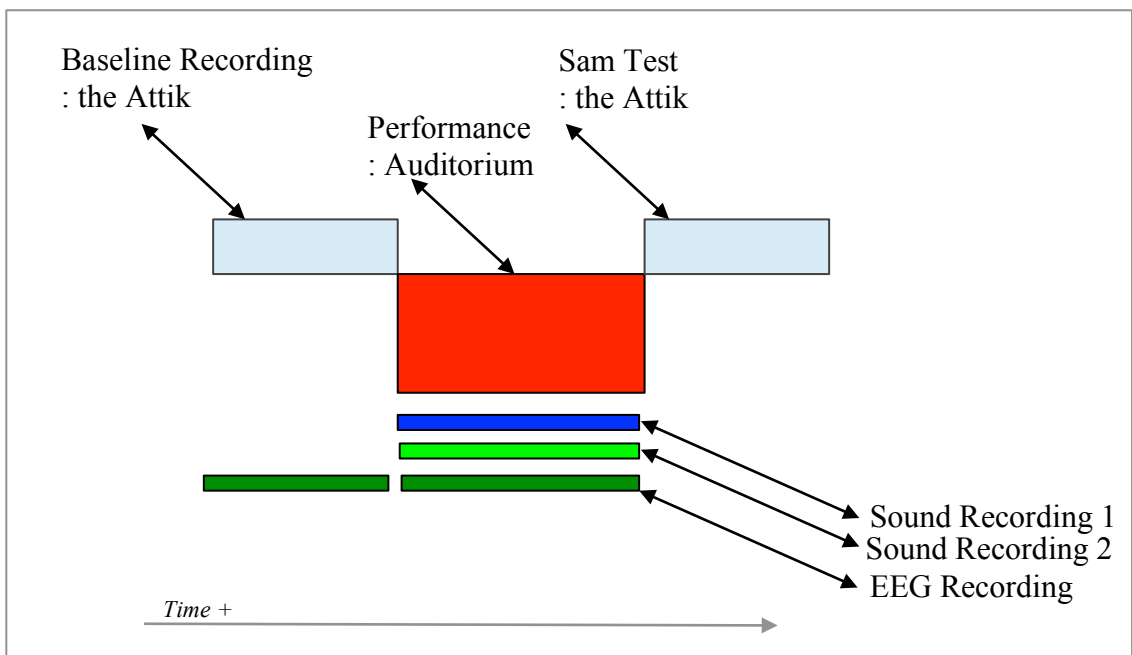 Baseline Recording
: the Attik
Performance
: Auditorium
Sam Test
: the Attik
Sound Recording 1
Sound Recording 2
EEG Recording
Time +